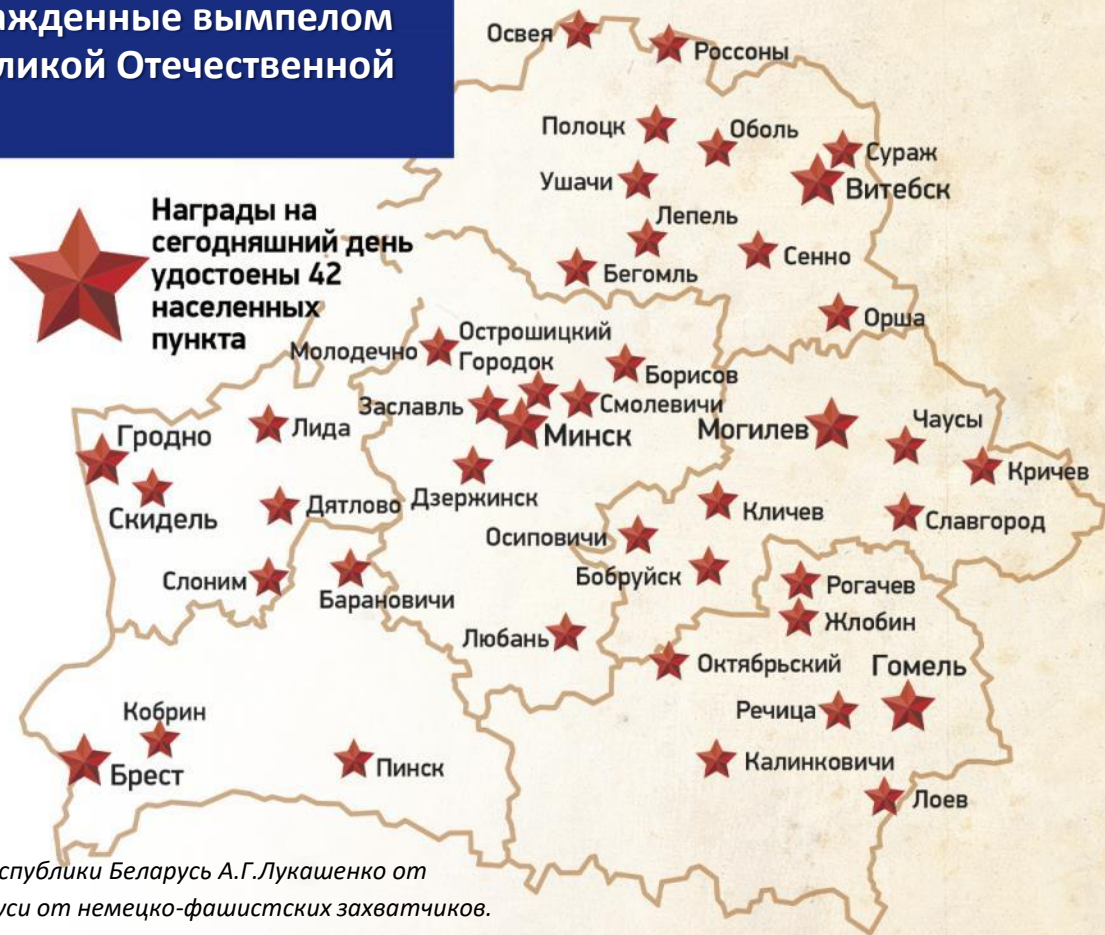 ажденные вымпелом
ликой Отечественной
Награды на
сегодняшний день
удостоены 42
населенных
пункта
Освея
Россоны
Полоцк
Оболь
Сураж
Ушачи
Витебск
Лепель
Сенно
Бегомль
Орша
Острошицкий
Городок
Молодечно
Борисов
Заславль
Смолевичи
Минск
Могилев
Чаусы
Лида
Гродно
Кричев
Дзержинск
Скидель
Дятлово
Кличев
Славгород
Осиповичи
Слоним
Барановичи
Бобруйск
Рогачев
Жлобин
Любань
Октябрьский
Гомель
Кобрин
Речица
Брест
Пинск
Калинковичи
Лоев
спублики Беларусь А.Г.Лукашенко от
уси от немецко-фашистских захватчиков.